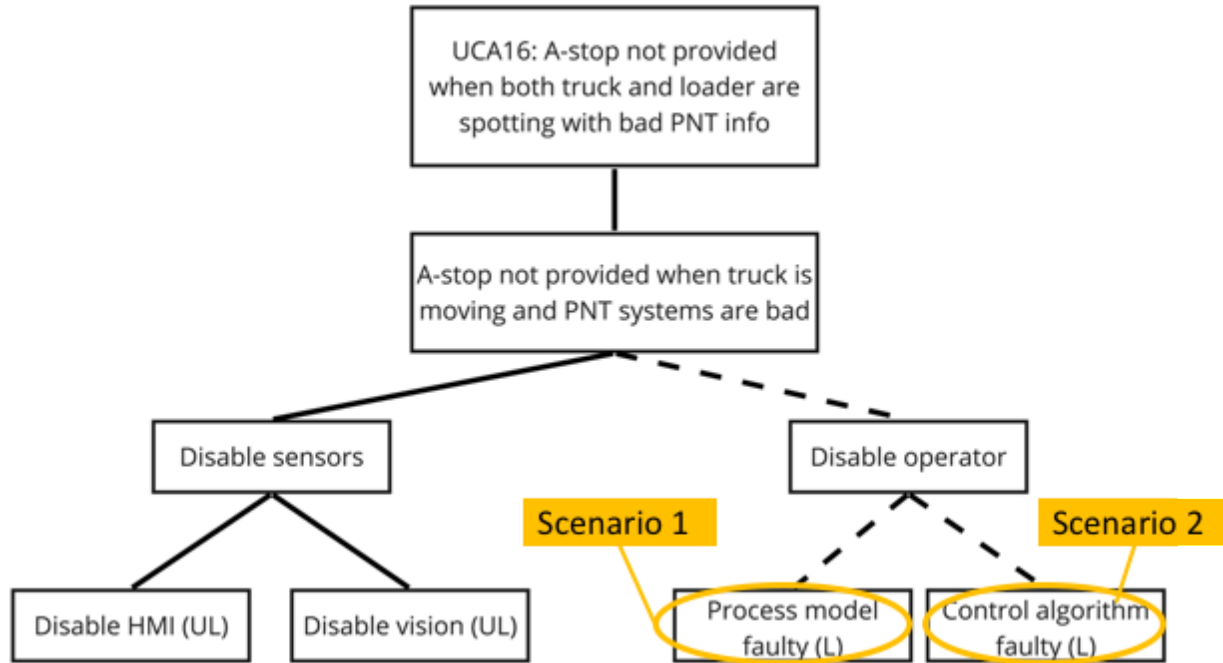 UCA16: A-stop not provided
when both truck and loader are
spotting with bad PNT info
A-stop not provided when truck is
moving and PNT systems are bad
Disable sensors
Disable operator
Scenario 1
Scenario 2
Disable HMI (UL)
Disable vision (UL)
Process model
faulty (L)
Control algorithm
faulty (L)